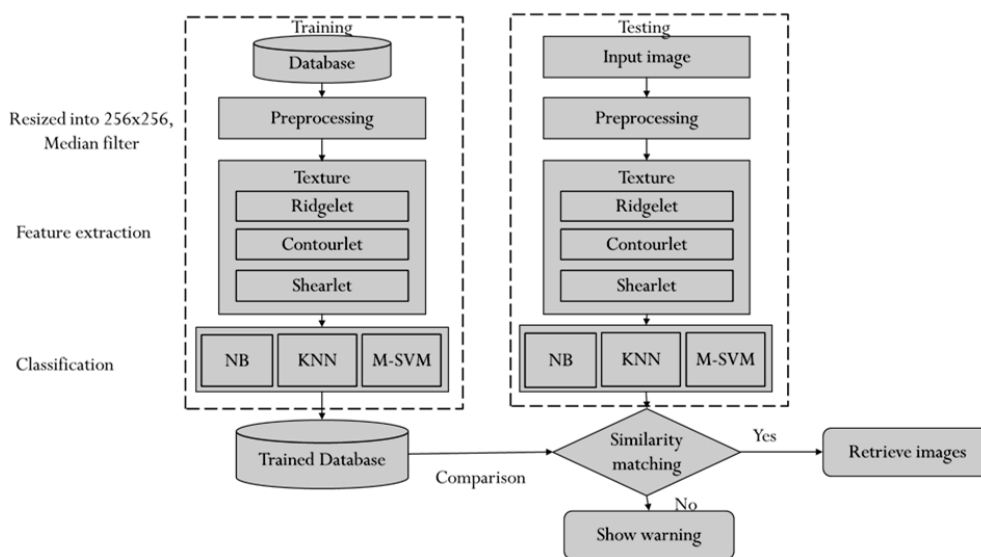 Training
Database
Resized into 256x256,
Median filter
Preprocessing
Texture
Ridgelet
Feature extraction
Contourlet
Shearlet
Classification
NB
KNN
M-SVM
Trained Database
Comparison
Testing
Input image
Preprocessing
Texture
Ridgelet
Contourlet
Shearlet
NB
KNN
M-SVM
Similarity
matching
Yes
Retrieve images
No
Show warning